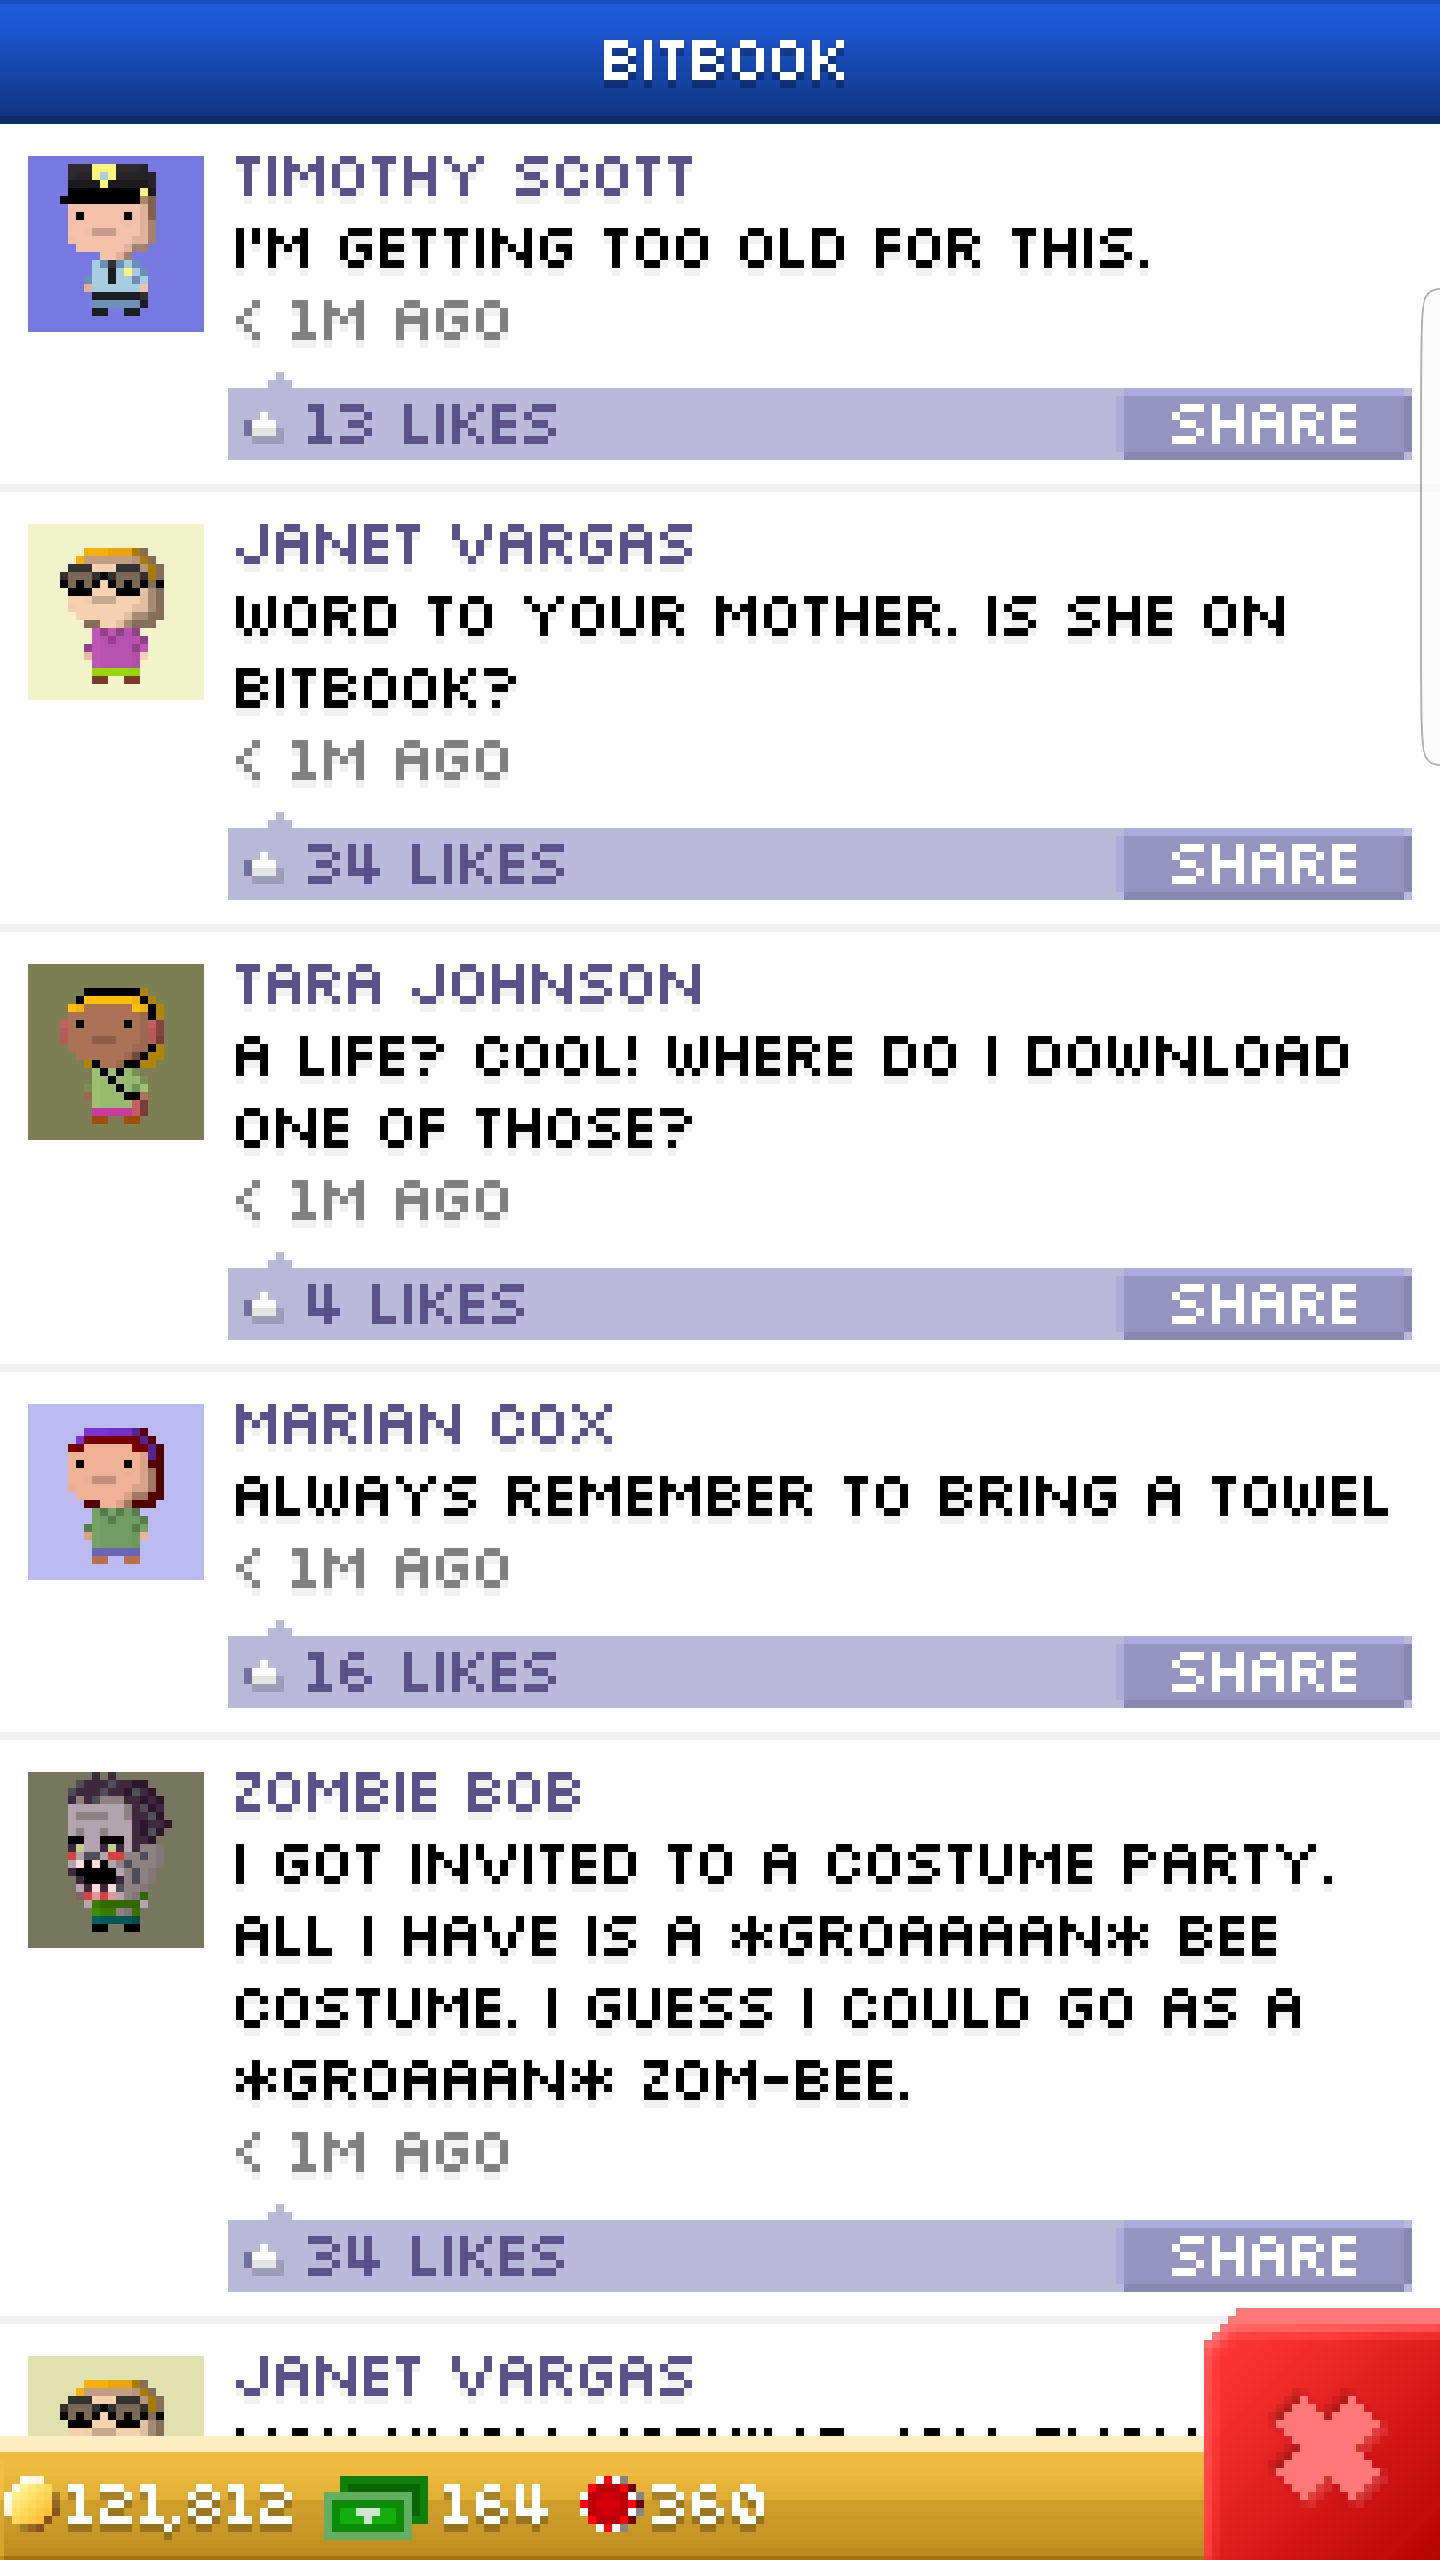 BITBOOK
TIMOTHY SCOTT
I'M GETTING TOO OLD FOR THIS.
< 1M AGO
13 LIKES SHARE
JANET VARGAS
WORD TO YOUR MOTHER. IS SHE ON
BITBOOK?
< 1M AGO
34 LIKES SHARE
TARA JOHNSON
A LIFE? COOL! WHERE DO I DOWNLOAD
ONE OF THOSE?
< 1M AGO
4 LIKES SHARE
MARIAN COX
ALWAYS REMEMBER TO BRING A TOWEL
< 1M AGO
16 LIKES SHARE
ZOMBIE BOB
I GOT INVITED TO A COSTUME PARTY.
ALL I HAVE IS A *GROAAAAN* BEE
COSTUME. I GUESS I COULD GO AS A
*GROAAAN* ZOM-BEE.
< 1M AGO
34 LIKES SHARE
JANET VARGAS
121,812 164 360